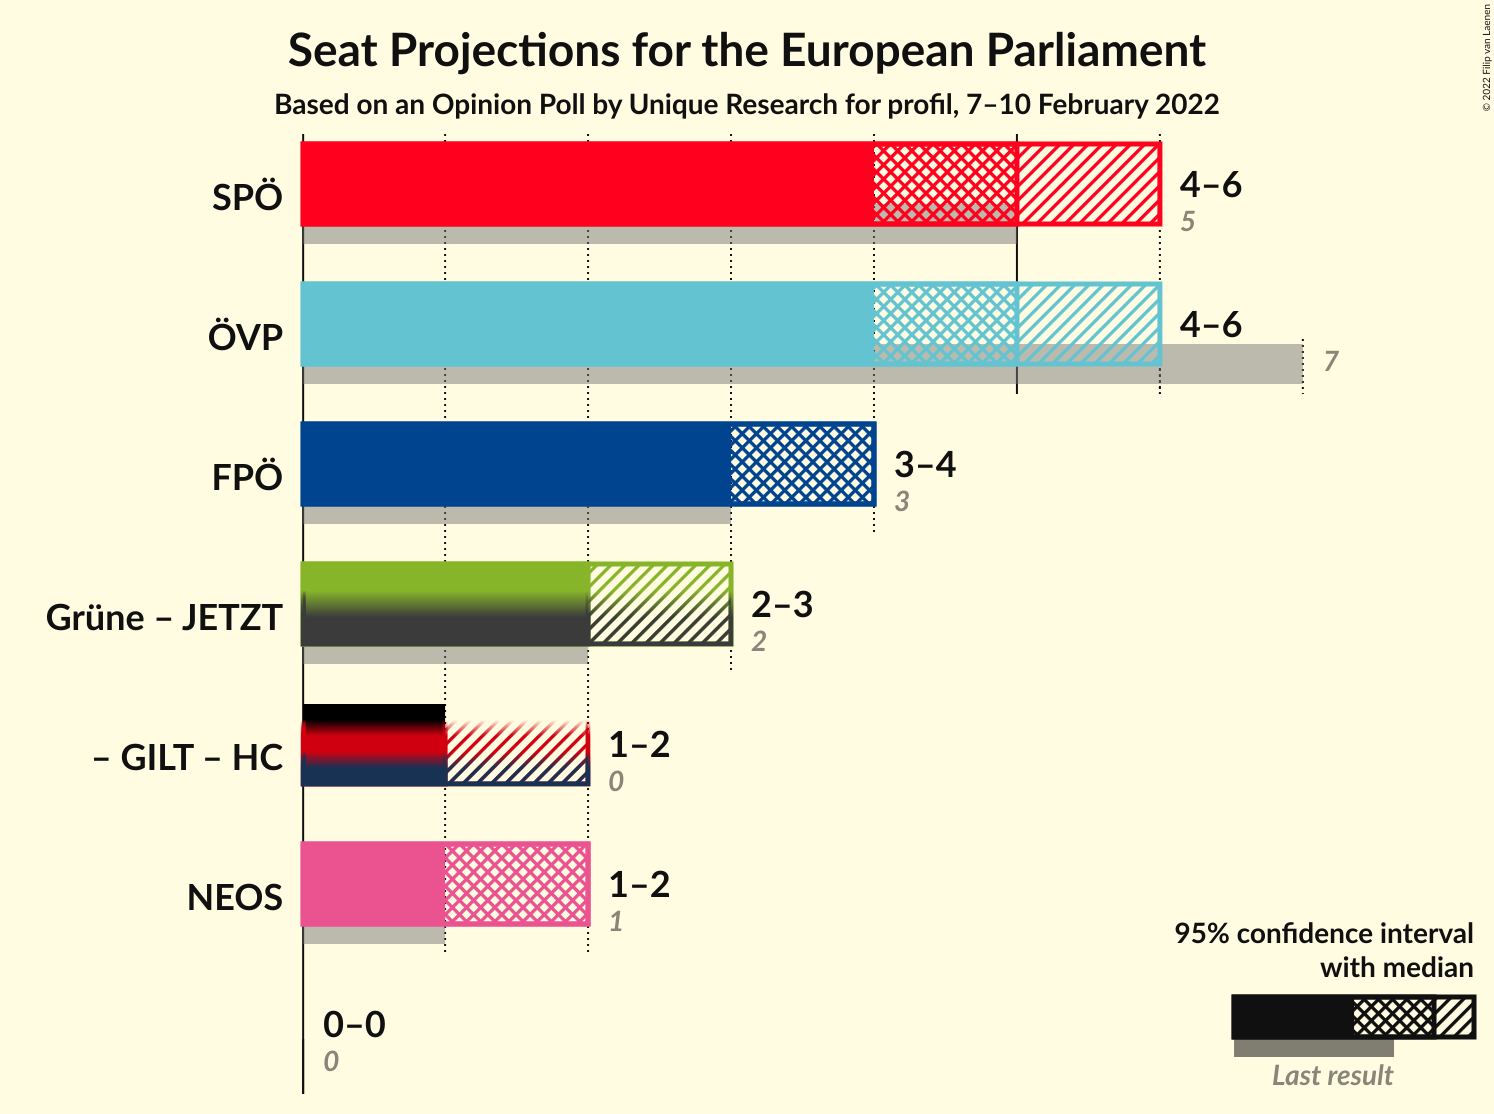 Seat Projections for the European Parliament
Based on an Opinion Poll by Unique Research for profil, 7–10 February 2022
© 2022 Filip van Laenen
SPÖ
4–6
5
ÖVP
4–6
7
FPÖ
3–4
3
Grüne – JETZT
2–3
2
– GILT – HC
1–2
0
NEOS
1–2
1
0–0
0
95% confidence interval
with median
Last result